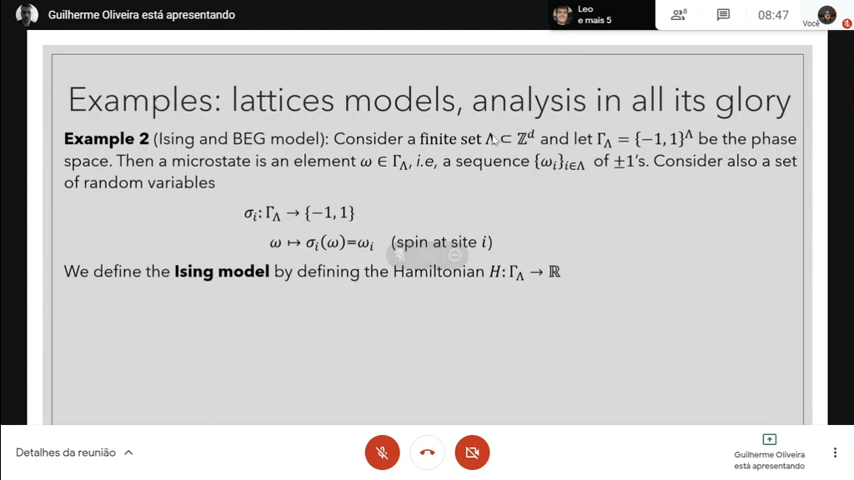 Guilherme Oliveira está apresentando
Leo
e mais 5
8
08:47
Você
Examples: lattices models, analysis in all its glory
Example 2 (Ising and BEG model): Consider a finite set Λ ⊂ ℤᵈ and let Γ_Λ = {−1, 1}^Λ be the phase
space. Then a microstate is an element ω ∈ Γ_Λ, i.e, a sequence {ω_i}_{i∈Λ} of ±1's. Consider also a set
of random variables
σ_i: Γ_Λ → {−1, 1}
ω ↦ σ_i(ω)=ω_i (spin at site i)
We define the Ising model by defining the Hamiltonian H: Γ_Λ → ℝ
Detalhes da reunião
Guilherme Oliveira
está apresentando